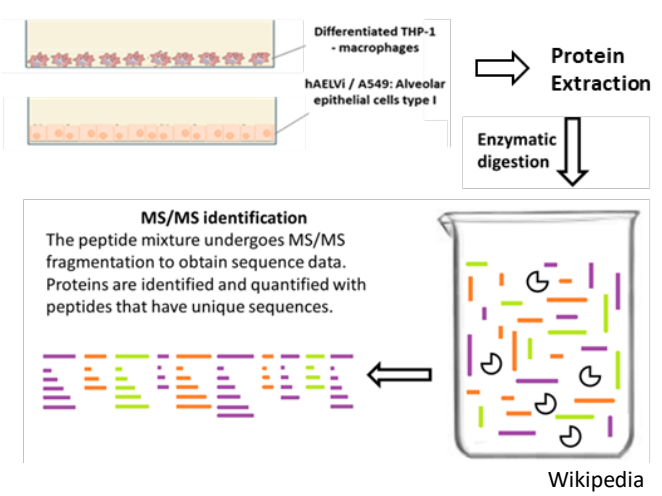 Differentiated THP-1
- macrophages
hAELVi / A549: Alveolar
epithelial cells type I
Protein
Extraction
Enzymatic
digestion
MS/MS identification
The peptide mixture undergoes MS/MS
fragmentation to obtain sequence data.
Proteins are identified and quantified with
peptides that have unique sequences.
Wikipedia